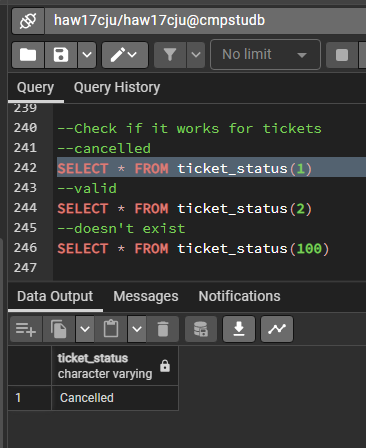 haw17cju/haw17cju@cmpstudb
No limit
Query Query History
239
240 --Check if it works for tickets
241 --cancelled
242 SELECT * FROM ticket_status(1)
243 --valid
244 SELECT * FROM ticket_status(2)
245 --doesn't exist
246 SELECT * FROM ticket_status(100)
247
Data Output Messages Notifications
ticket_status
character varying
1 Cancelled